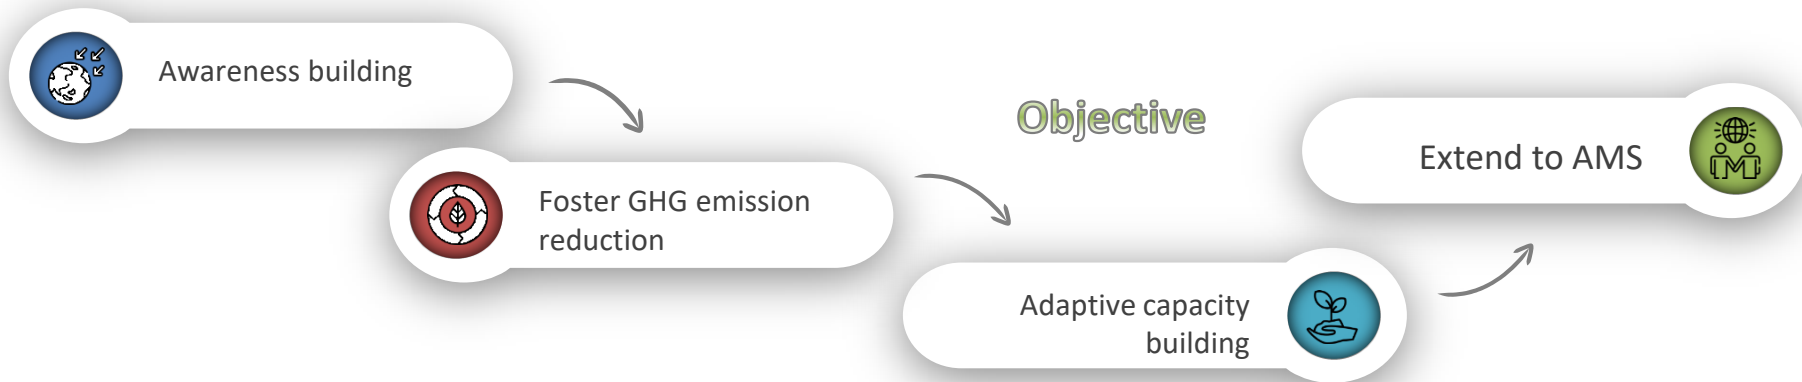 Awareness building
Foster GHG emission
reduction
Objective
Adaptive capacity
building
Extend to AMS